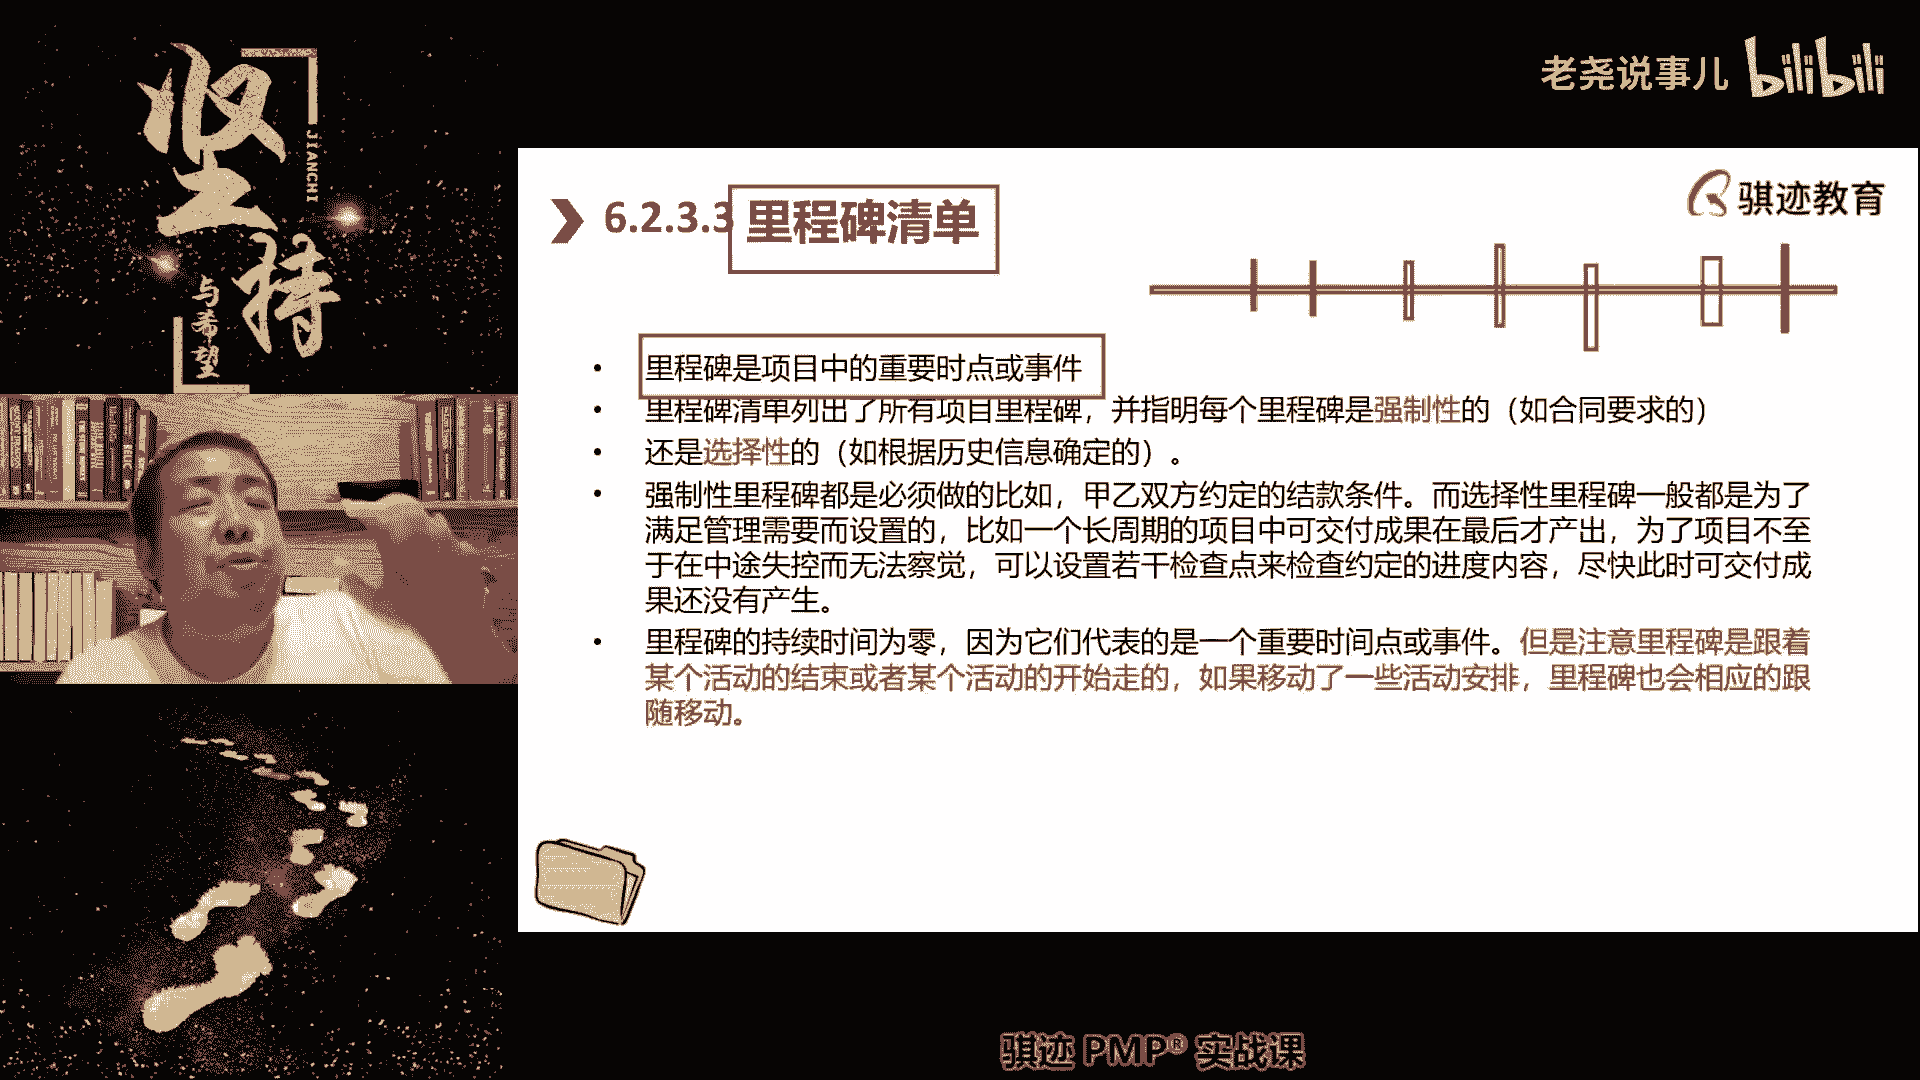 坚持
JIANCHI
与希望
老尧说事儿 bilibili
骐迹教育
6.2.3.3 里程碑清单
• 里程碑是项目中的重要时点或事件
• 里程碑清单列出了所有项目里程碑，并指明每个里程碑是强制性的（如合同要求的）
• 还是选择性的（如根据历史信息确定的）。
• 强制性里程碑都是必须做的比如，甲乙双方约定的结款条件。而选择性里程碑一般都是为了
满足管理需要而设置的，比如一个长周期的项目中可交付成果在最后才产出，为了项目不至
于在中途失控而无法察觉，可以设置若干检查点来检查约定的进度内容，尽快此时可交付成
果还没有产生。
• 里程碑的持续时间为零，因为它们代表的是一个重要时间点或事件。但是注意里程碑是跟着
某个活动的结束或者某个活动的开始走的，如果移动了一些活动安排，里程碑也会相应的跟
随移动。
骐迹 PMP® 实战课